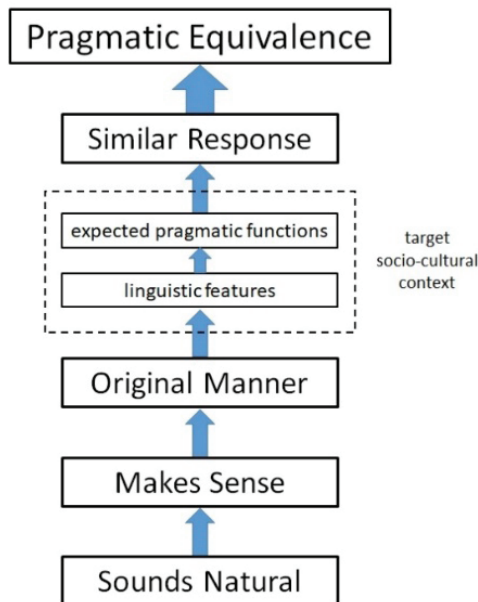 Pragmatic Equivalence
Similar Response
expected pragmatic functions
linguistic features
target
socio-cultural
context
Original Manner
Makes Sense
Sounds Natural